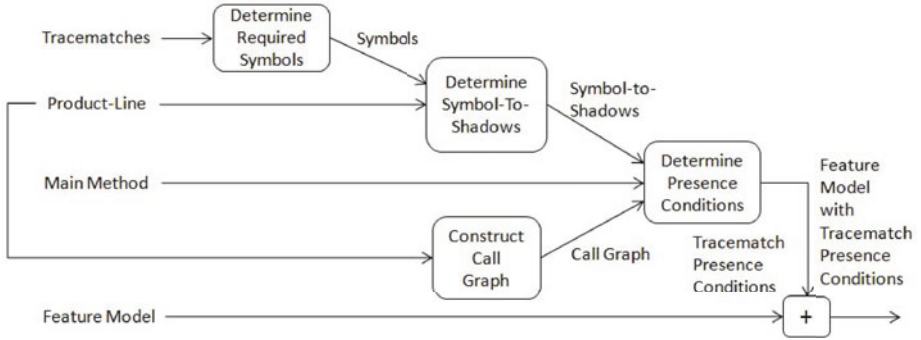 Tracematches
Determine
Required
Symbols
Symbols
Product-Line
Determine
Symbol-To-
Shadows
Symbol-to-
Shadows
Main Method
Determine
Presence
Conditions
Feature
Model
with
Tracematch
Presence
Conditions
Construct
Call
Graph
Call Graph
Tracematch
Presence
Conditions
Feature Model
+